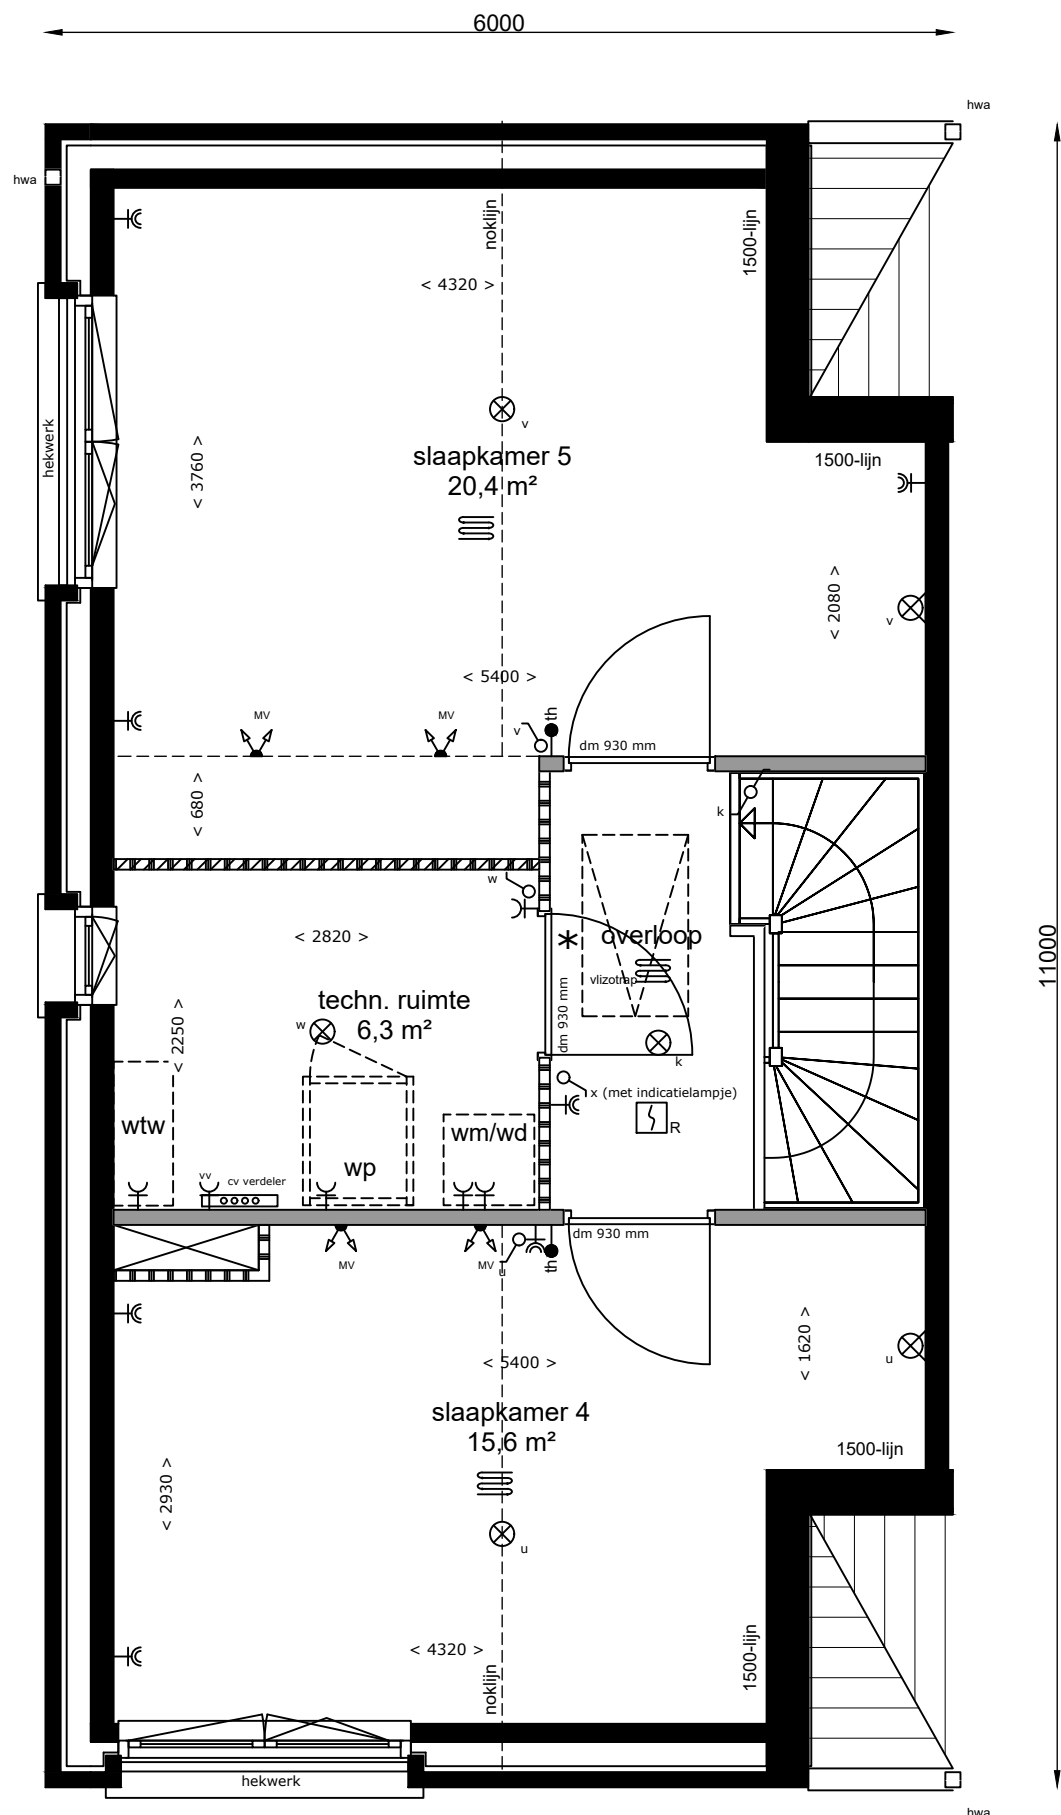 6000
hwa
hwa
noklijn
1500-lijn
< 4320 >
hekwerk
< 3760 >
v
slaapkamer 5
20,4 m²
1500-lijn
< 2080 >
v
< 5400 >
MV
MV
v
th
dm 930 mm
< 680 >
k
w
< 2820 >
overloop
vlizotrap
11000
techn. ruimte
6,3 m²
w
dm 930 mm
< 2250 >
k
x (met indicatielampje)
R
wtw
wm/wd
wp
vv
cv verdeler
dm 930 mm
MV
MV
u
th
< 1620 >
u
< 5400 >
slaapkamer 4
15,6 m²
1500-lijn
< 2930 >
u
< 4320 >
noklijn
1500-lijn
hekwerk
hwa